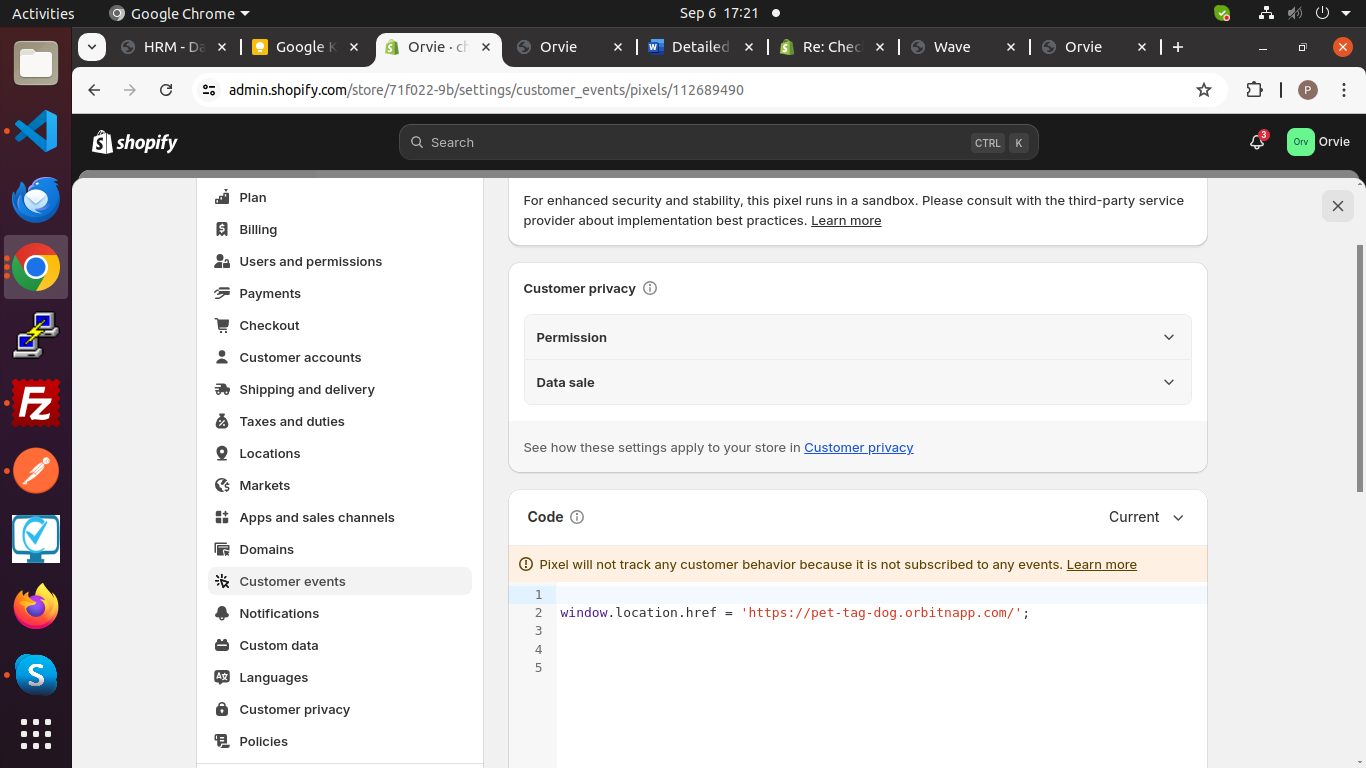 Activities
Google Chrome
Sep 6 17:21
HRM - Da
Google K
Orvie · ch
Orvie
Detailed
Re: Chec
Wave
Orvie
admin.shopify.com/store/71f022-9b/settings/customer_events/pixels/112689490
P
shopify
Search
CTRL K
3
Orv
Orvie
Plan
Billing
Users and permissions
Payments
Checkout
Customer accounts
Shipping and delivery
Taxes and duties
Locations
Markets
Apps and sales channels
Domains
Customer events
Notifications
Custom data
Languages
Customer privacy
Policies
For enhanced security and stability, this pixel runs in a sandbox. Please consult with the third-party service
provider about implementation best practices. Learn more
Customer privacy
Permission
Data sale
See how these settings apply to your store in Customer privacy
Code
Current
Pixel will not track any customer behavior because it is not subscribed to any events. Learn more
1
2 window.location.href = 'https://pet-tag-dog.orbitnapp.com/';
3
4
5